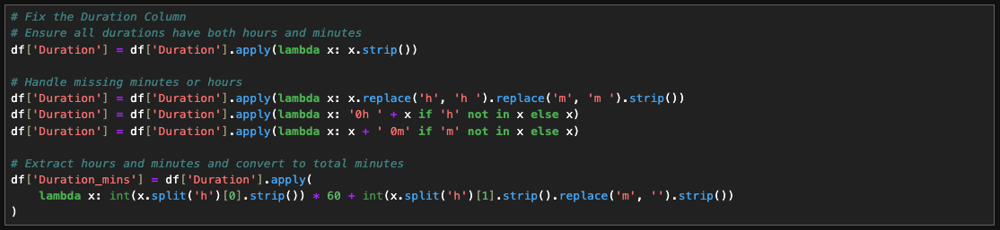 # Fix the Duration Column
# Ensure all durations have both hours and minutes
df['Duration'] = df['Duration'].apply(lambda x: x.strip())

# Handle missing minutes or hours
df['Duration'] = df['Duration'].apply(lambda x: x.replace('h', 'h ').replace('m', 'm ').strip())
df['Duration'] = df['Duration'].apply(lambda x: '0h ' + x if 'h' not in x else x)
df['Duration'] = df['Duration'].apply(lambda x: x + ' 0m' if 'm' not in x else x)

# Extract hours and minutes and convert to total minutes
df['Duration_mins'] = df['Duration'].apply(
    lambda x: int(x.split('h')[0].strip()) * 60 + int(x.split('h')[1].strip().replace('m', '').strip())
)